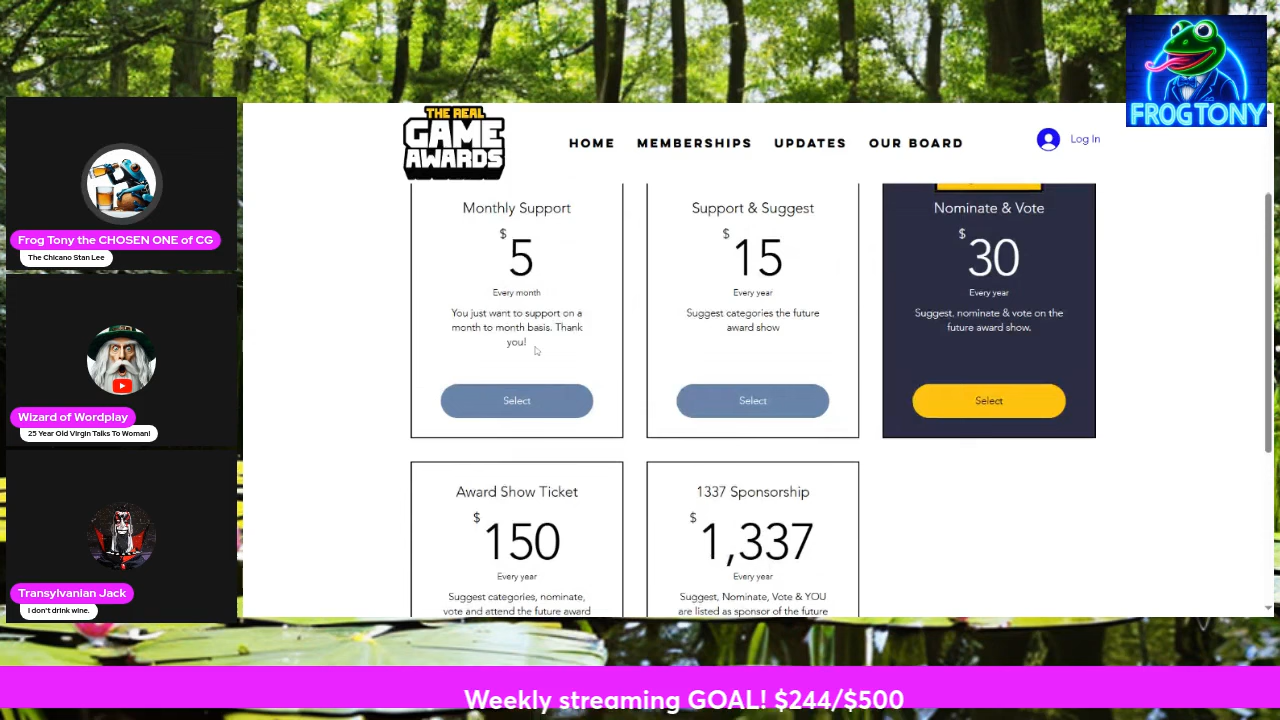 FROG TONY
THE REAL
GAME
AWARDS
HOME
MEMBERSHIPS
UPDATES
OUR BOARD
Log In
Monthly Support
$
5
Every month
You just want to support on a
month to month basis. Thank
you!
Select
Support & Suggest
$
15
Every year
Suggest categories the future
award show
Select
Nominate & Vote
$
30
Every year
Suggest, nominate & vote on the
future award show.
Select
Award Show Ticket
$
150
Every year
Suggest categories, nominate,
vote and attend the future award
1337 Sponsorship
$
1,337
Every year
Suggest, Nominate, Vote & YOU
are listed as sponsor of the future
Frog Tony the CHOSEN ONE of CG
The Chicano Stan Lee
Wizard of Wordplay
25 Year Old Virgin Talks To Woman!
Transylvanian Jack
I don't drink wine.
Weekly streaming GOAL! $244/$500